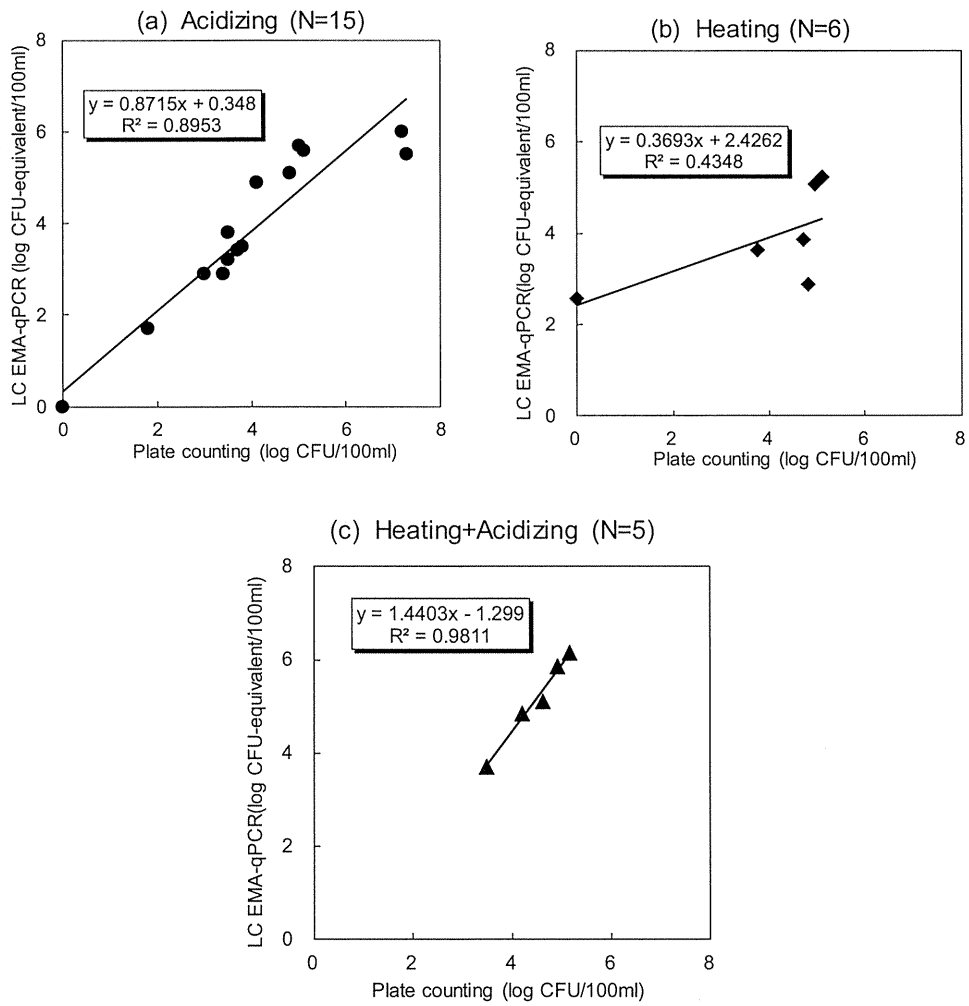 (a) Acidizing (N=15)
LC EMA-qPCR (log CFU-equivalent/100ml)
8
6
4
2
0
y = 0.8715x + 0.348
R² = 0.8953
0 2 4 6 8
Plate counting (log CFU/100ml)
(b) Heating (N=6)
LC EMA-qPCR(log CFU-equivalent/100ml)
8
6
4
2
0
y = 0.3693x + 2.4262
R² = 0.4348
0 2 4 6 8
Plate counting (log CFU/100ml)
(c) Heating+Acidizing (N=5)
LC EMA-qPCR(log CFU-equivalent/100ml)
8
6
4
2
0
y = 1.4403x - 1.299
R² = 0.9811
0 2 4 6 8
Plate counting (log CFU/100ml)